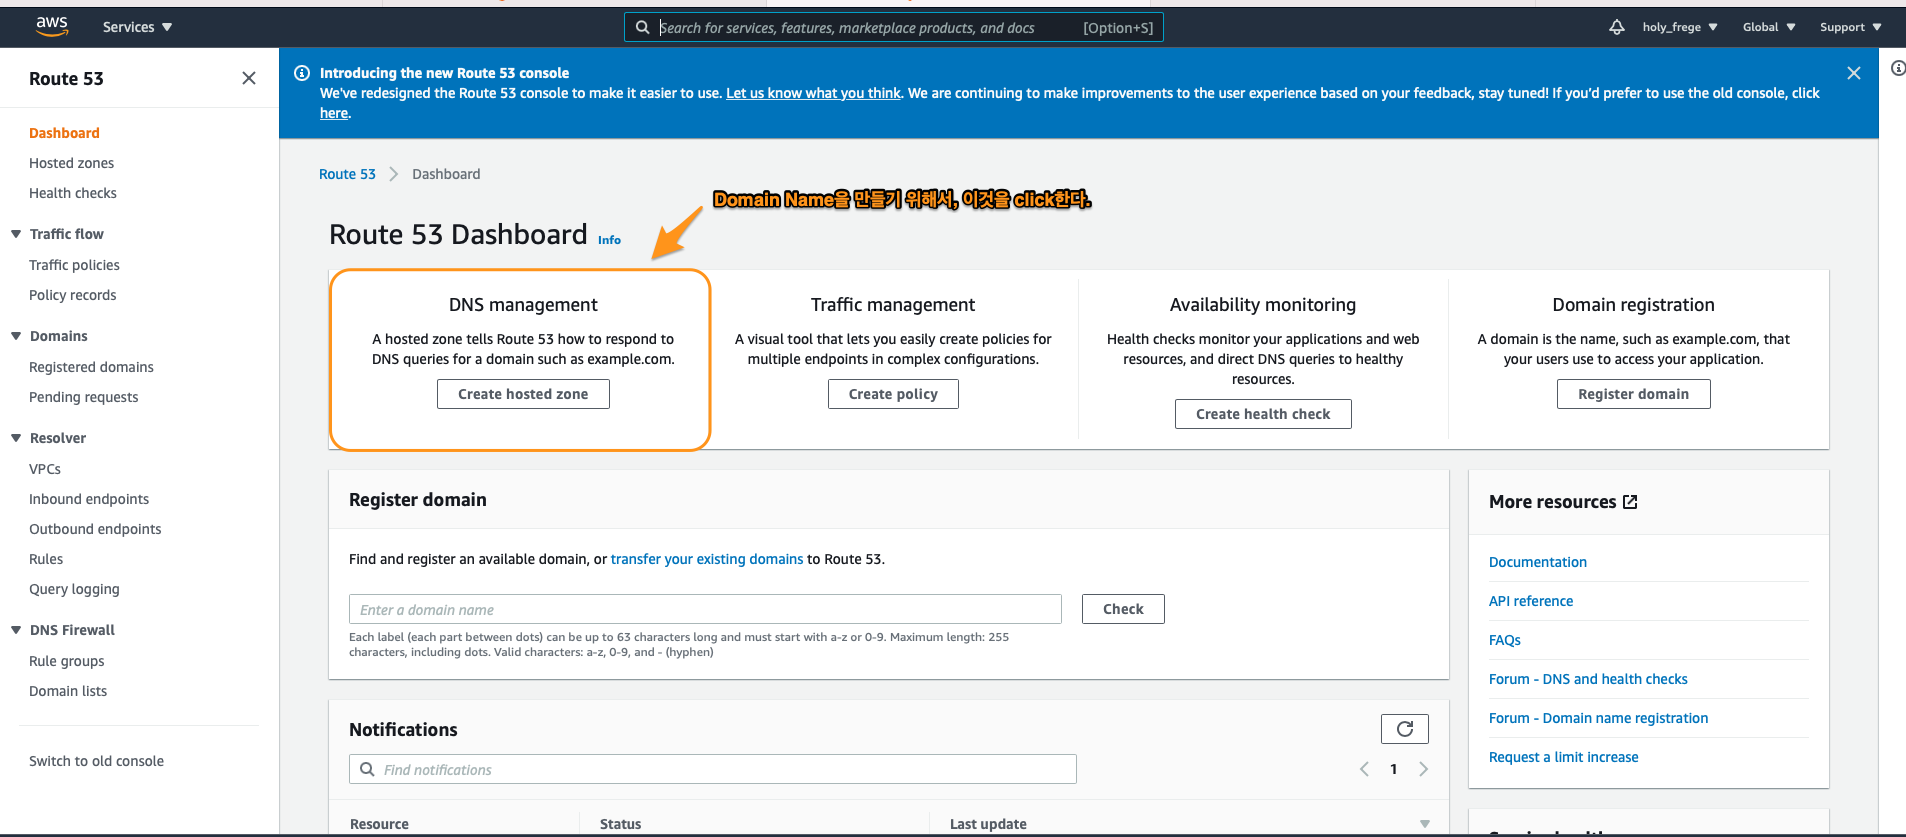 aws
Services
Search for services, features, marketplace products, and docs [Option+S]
holy_frege
Global
Support
Route 53
Dashboard
Hosted zones
Health checks
Traffic flow
Traffic policies
Policy records
Domains
Registered domains
Pending requests
Resolver
VPCs
Inbound endpoints
Outbound endpoints
Rules
Query logging
DNS Firewall
Rule groups
Domain lists
Switch to old console
Introducing the new Route 53 console
We've redesigned the Route 53 console to make it easier to use. Let us know what you think. We are continuing to make improvements to the user experience based on your feedback, stay tuned! If you'd prefer to use the old console, click
here.
Route 53 > Dashboard
Domain Name을 만들기 위해서, 이것을 click한다.
Route 53 Dashboard Info
DNS management
A hosted zone tells Route 53 how to respond to
DNS queries for a domain such as example.com.
Create hosted zone
Traffic management
A visual tool that lets you easily create policies for
multiple endpoints in complex configurations.
Create policy
Availability monitoring
Health checks monitor your applications and web
resources, and direct DNS queries to healthy
resources.
Create health check
Domain registration
A domain is the name, such as example.com, that
your users use to access your application.
Register domain
Register domain
Find and register an available domain, or transfer your existing domains to Route 53.
Enter a domain name
Check
Each label (each part between dots) can be up to 63 characters long and must start with a-z or 0-9. Maximum length: 255
characters, including dots. Valid characters: a-z, 0-9, and - (hyphen)
Notifications
Find notifications
1
Resource Status Last update
More resources
Documentation
API reference
FAQs
Forum - DNS and health checks
Forum - Domain name registration
Request a limit increase